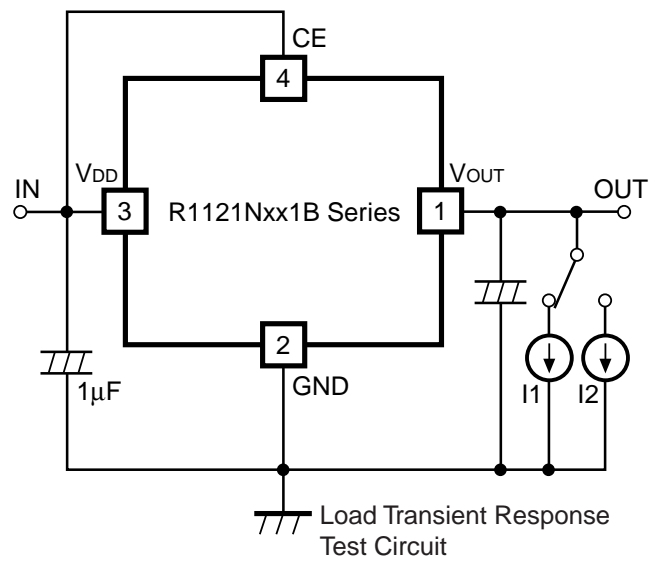 CE
4
VDD
VOUT
IN
OUT
3
R1121Nxx1B Series
1
2
1µF
GND
I1
I2
Load Transient Response
Test Circuit